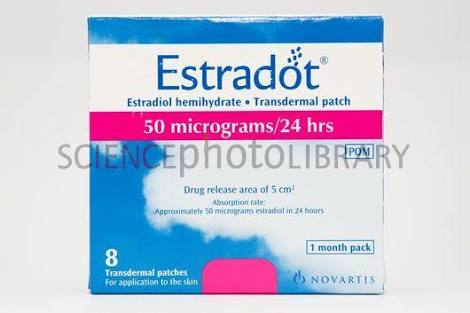 Estradot®
Estradiol hemihydrate • Transdermal patch
50 micrograms/24 hrs
SCIENCEphotoLIBRARY
POM
Drug release area of 5 cm²
Absorption rate:
Approximately 50 micrograms estradiol in 24 hours
8
1 month pack
Transdermal patches
For application to the skin
NOVARTIS